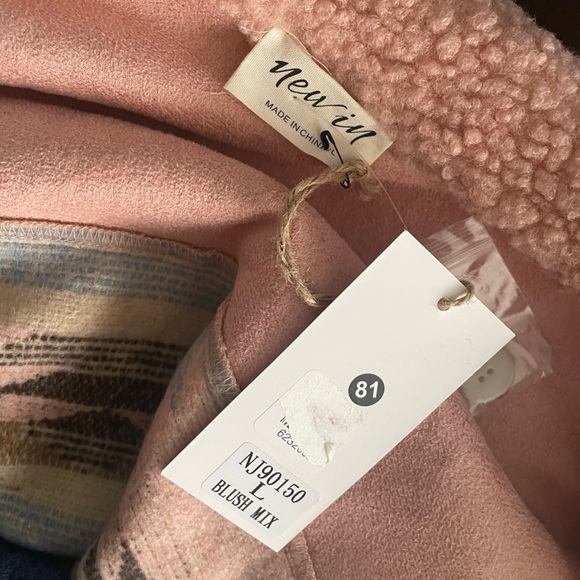 new in
MADE IN CHINA
81
NJ90150
L
BLUSH MIX